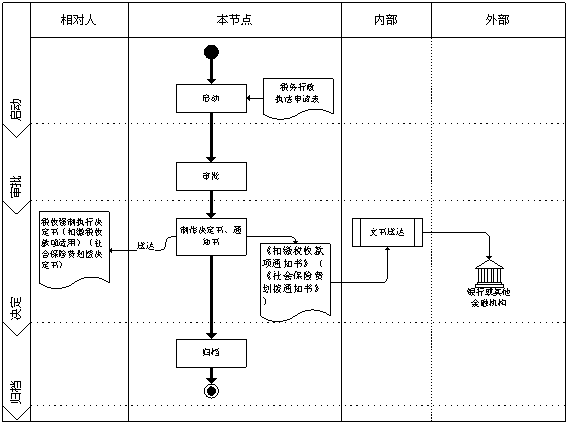 相对人
本节点
内部
外部
启动
启动
税务行政
执法审批表
审批
审批
决定
税收强制执行决
定书（扣缴税收
款项适用）（社
会保险费划拨决
定书）
送达
制作决定书、通
知书
《扣缴税收款
项通知书》（
《社会保险费
划拨通知书》
）
文书送达
银行或其他
金融机构
归档
归档